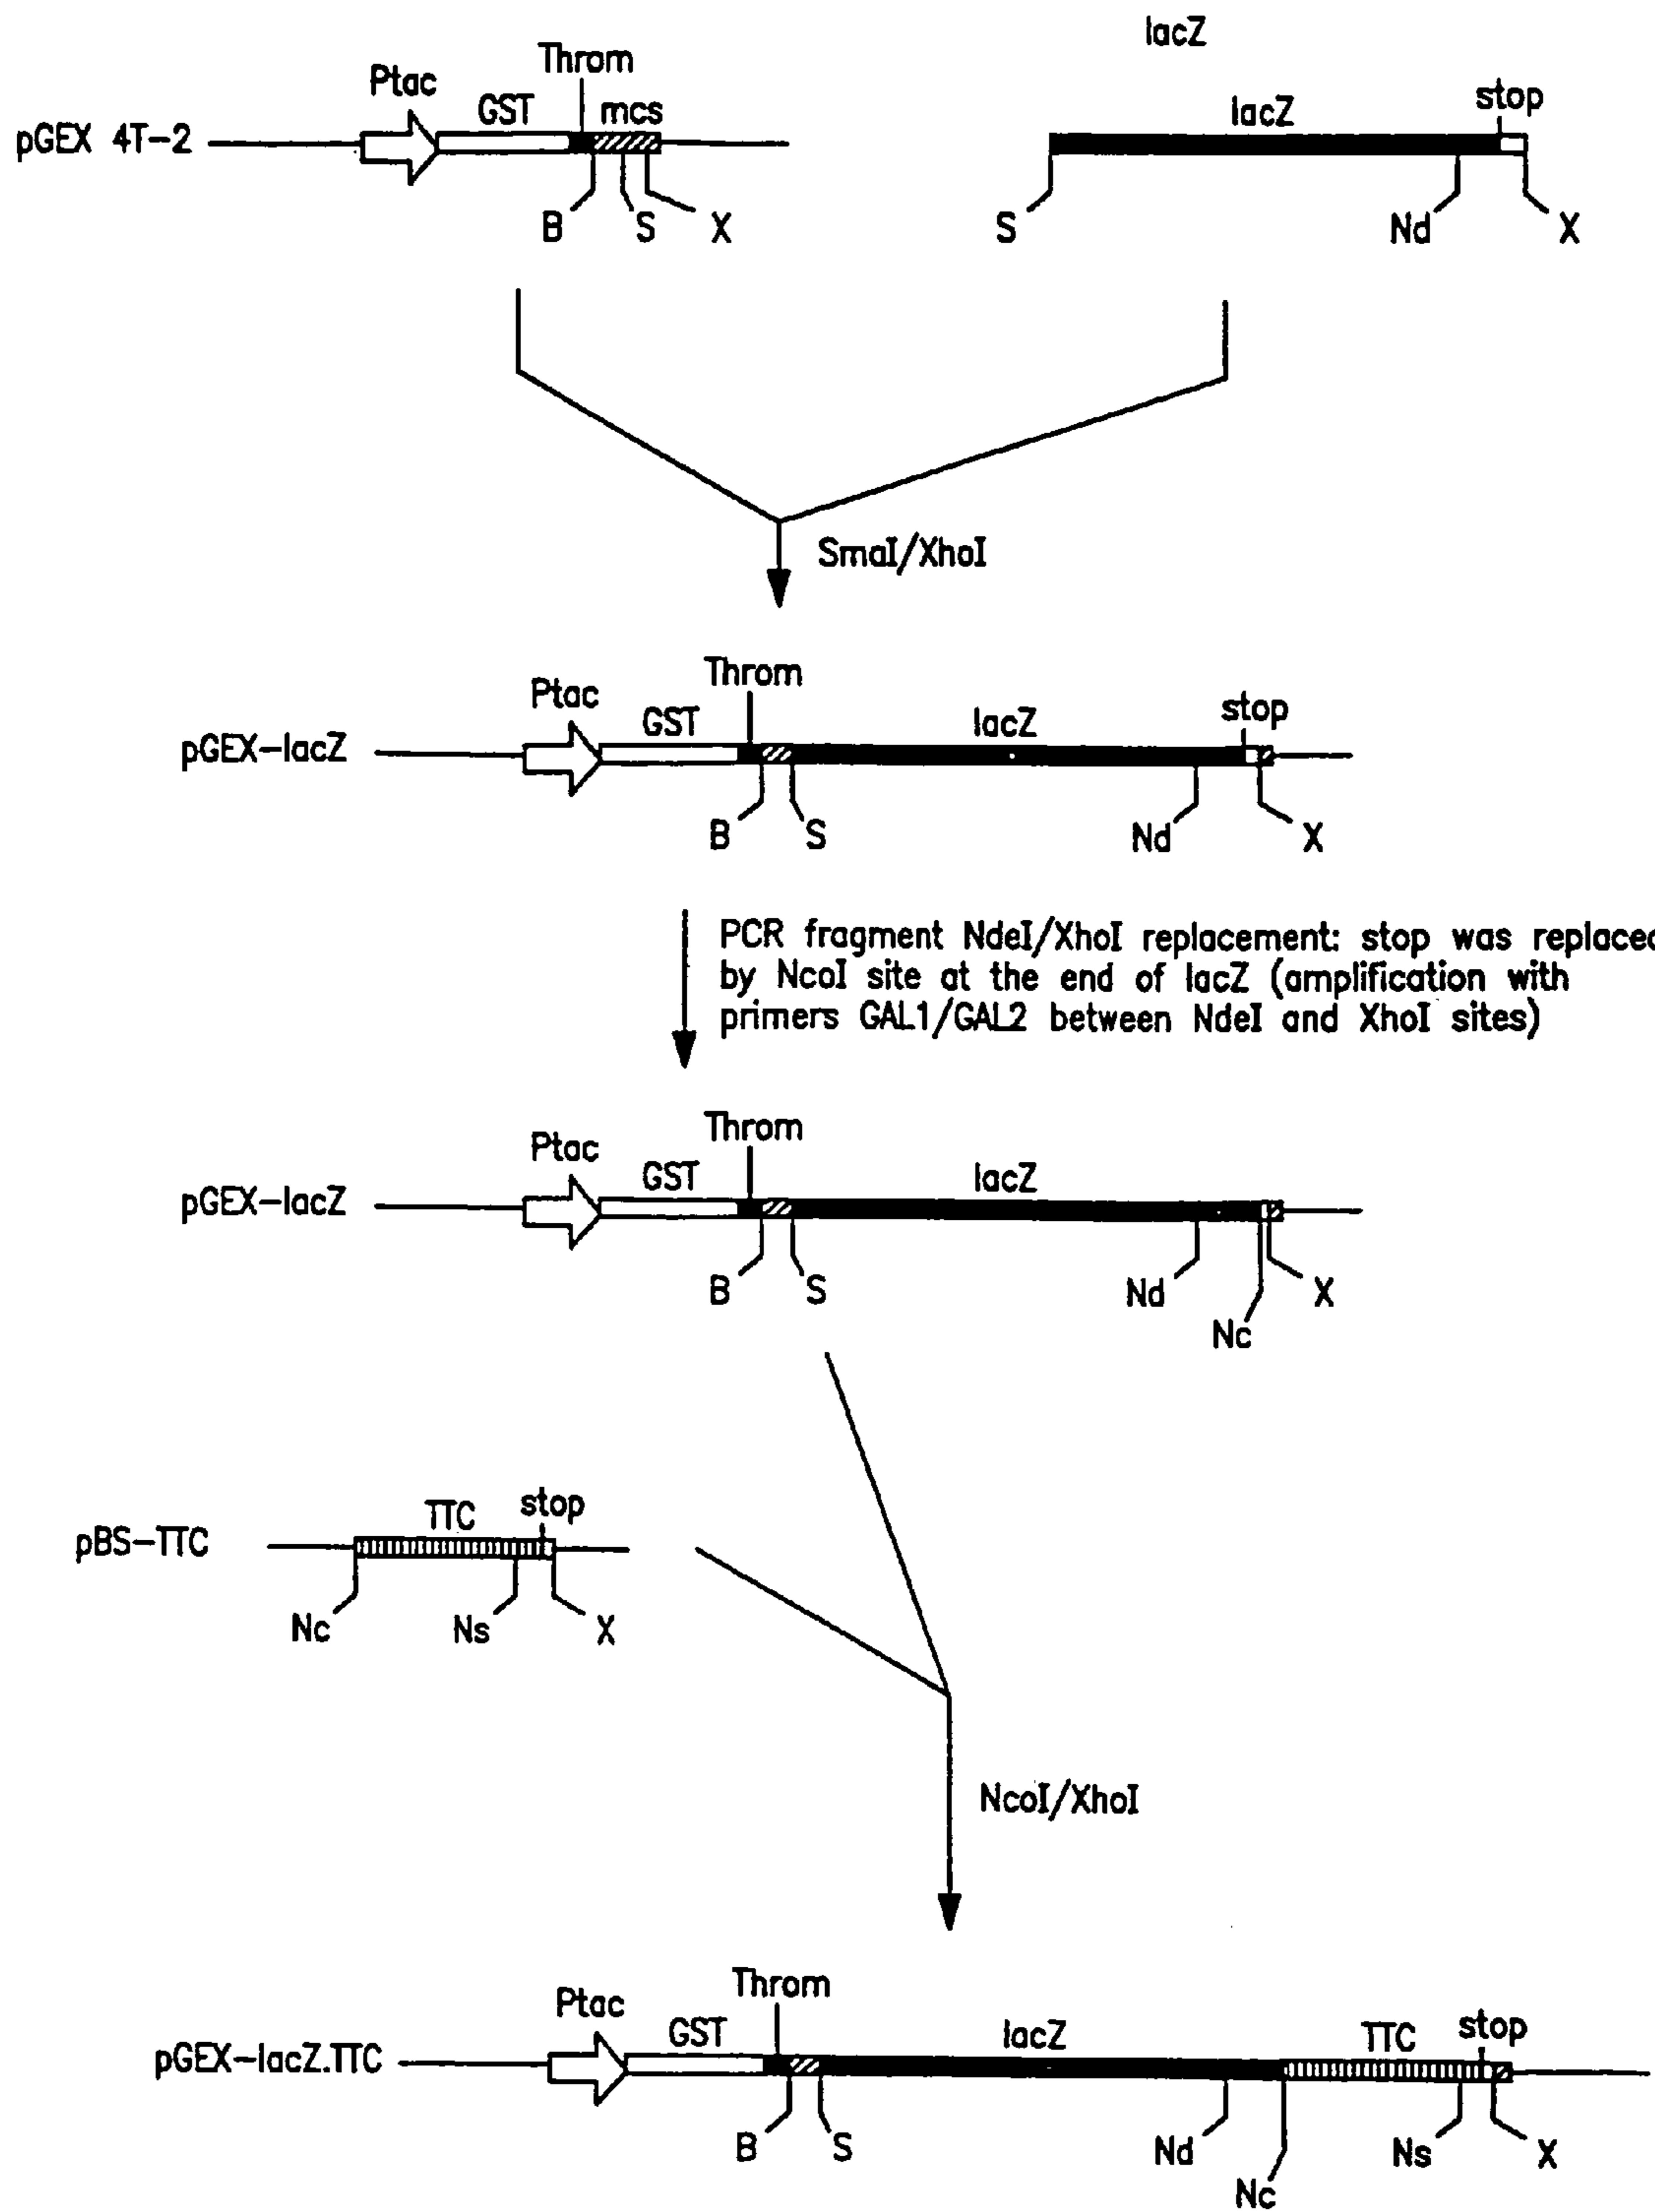 lacZ
Throm
Ptac
GST
mcs
lacZ
stop
pGEX 4T-2
B
S
X
S
Nd
X
SmaI/XhoI
Throm
Ptac
GST
lacZ
stop
pGEX-lacZ
B
S
Nd
X
PCR fragment NdeI/XhoI replacement: stop was replaced
by NcoI site at the end of lacZ (amplification with
primers GAL1/GAL2 between NdeI and XhoI sites)
Throm
Ptac
GST
lacZ
pGEX-lacZ
B
S
Nd
X
Nc
TTC
stop
pBS-TTC
Nc
Ns
X
NcoI/XhoI
Throm
Ptac
GST
lacZ
TTC
stop
pGEX-lacZ.TTC
B
S
Nd
Ns
X
Nc